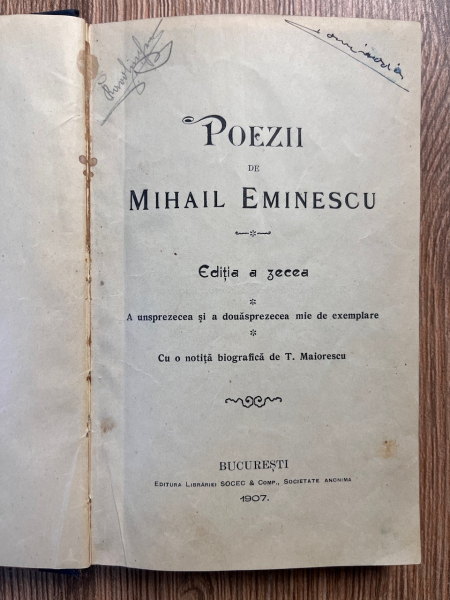 POEZII
DE
MIHAIL EMINESCU
Ediția a zecea
A unsprezecea și a douăsprezecea mie de exemplare
Cu o notiță biografică de T. Maiorescu
BUCUREȘTI
EDITURA LIBRĂRIEI SOCEC & COMP., SOCIETATE ANONIMĂ
1907.